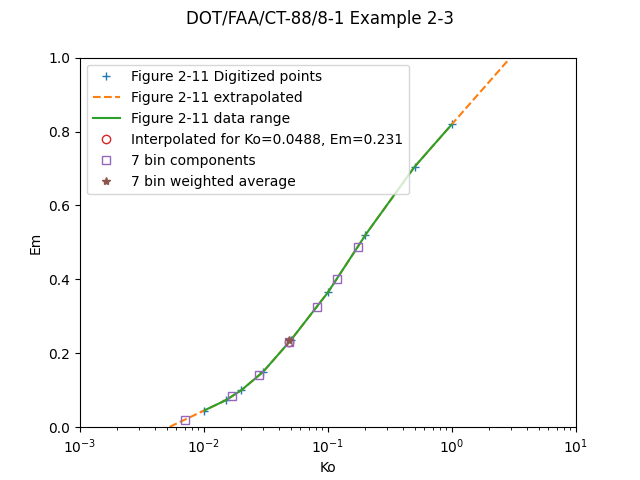 DOT/FAA/CT-88/8-1 Example 2-3
1.0
0.8
0.6
0.4
0.2
0.0
Em
Figure 2-11 Digitized points
Figure 2-11 extrapolated
Figure 2-11 data range
Interpolated for Ko=0.0488, Em=0.231
7 bin components
7 bin weighted average
10⁻³ 10⁻² 10⁻¹ 10⁰ 10¹
Ko